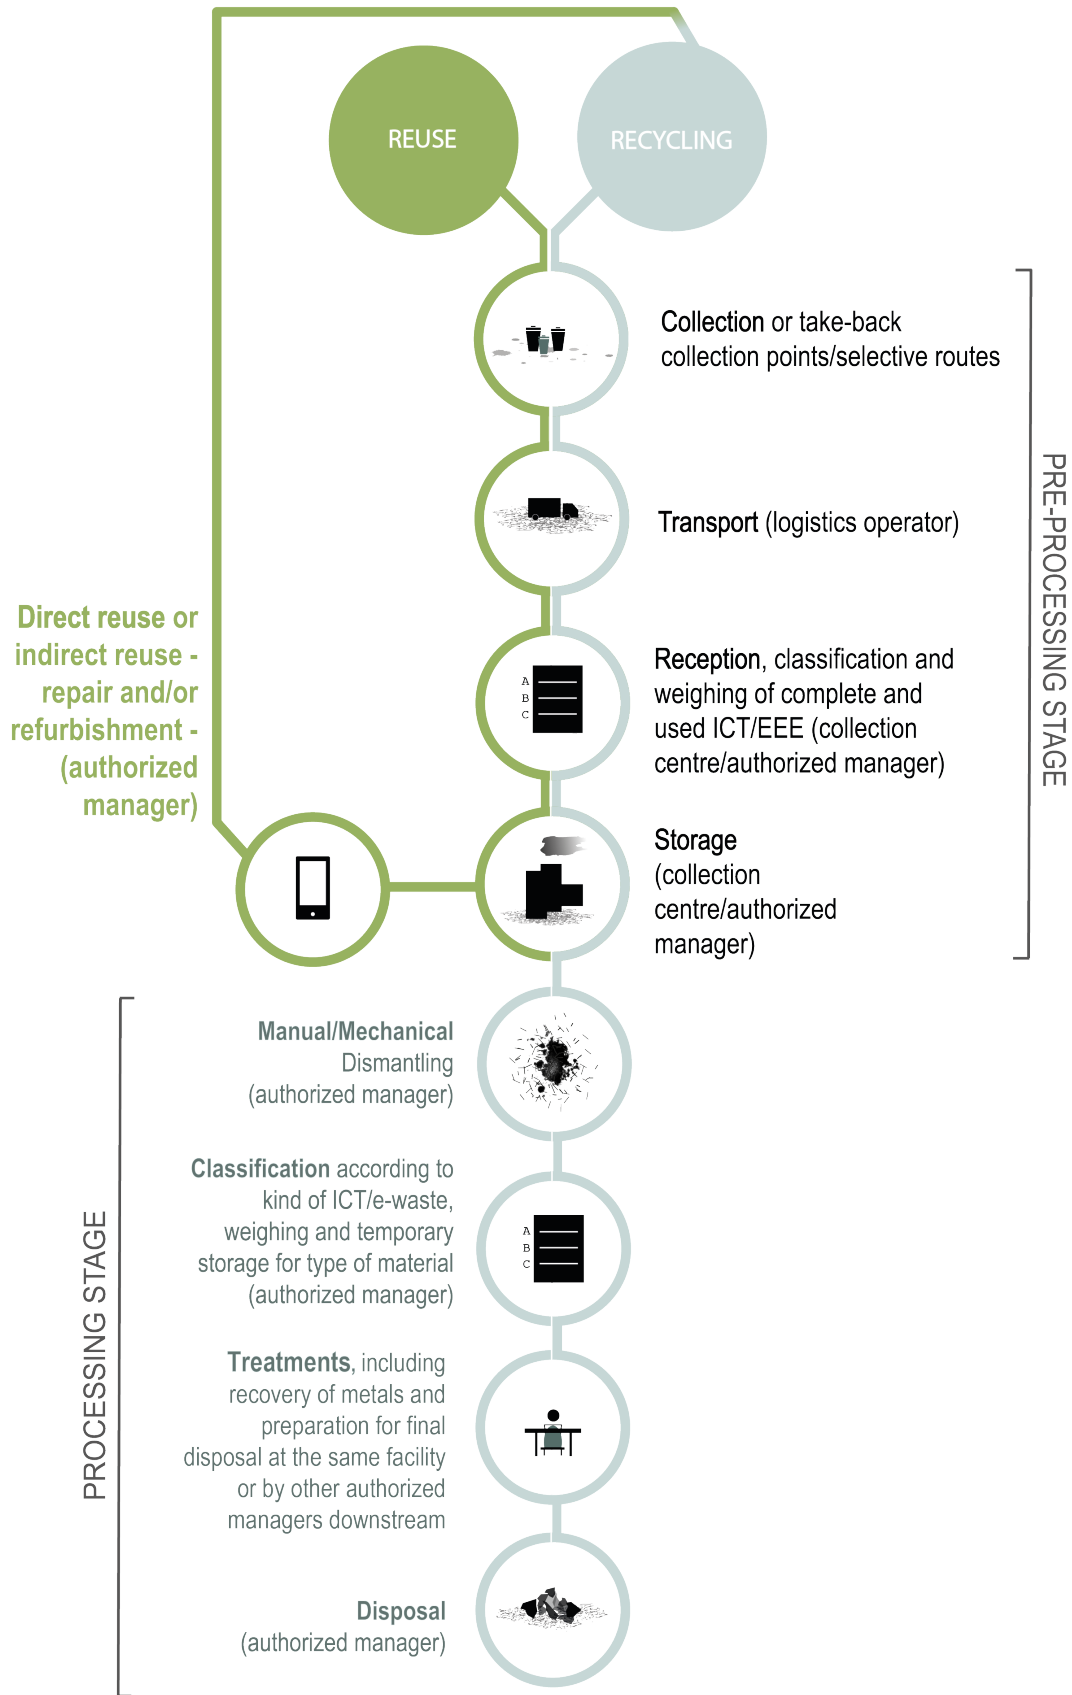 REUSE
RECYCLING
Collection or take-back
collection points/selective routes
Transport (logistics operator)
A
B
C
Reception, classification and
weighing of complete and
used ICT/EEE (collection
centre/authorized manager)
Storage
(collection
centre/authorized
manager)
PRE-PROCESSING STAGE
Direct reuse or
indirect reuse -
repair and/or
refurbishment -
(authorized
manager)
PROCESSING STAGE
Manual/Mechanical
Dismantling
(authorized manager)
Classification according to
kind of ICT/e-waste,
weighing and temporary
storage for type of material
(authorized manager)
A
B
C
Treatments, including
recovery of metals and
preparation for final
disposal at the same facility
or by other authorized
managers downstream
Disposal
(authorized manager)